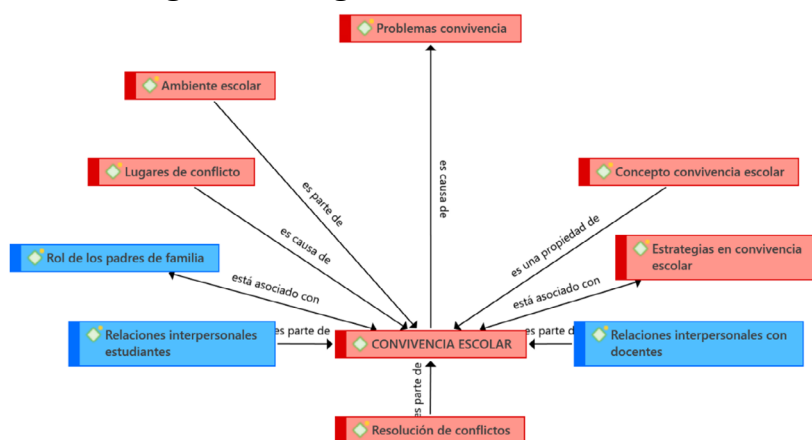 Problemas convivencia
Ambiente escolar
Lugares de conflicto
Concepto convivencia escolar
es causa de
es parte de
es causa de
es una propiedad de
Rol de los padres de familia
Estrategias en convivencia
escolar
está asociado con
está asociado con
Relaciones interpersonales
estudiantes
es parte de
CONVIVENCIA ESCOLAR
es parte de
Relaciones interpersonales con
docentes
es parte de
Resolución de conflictos